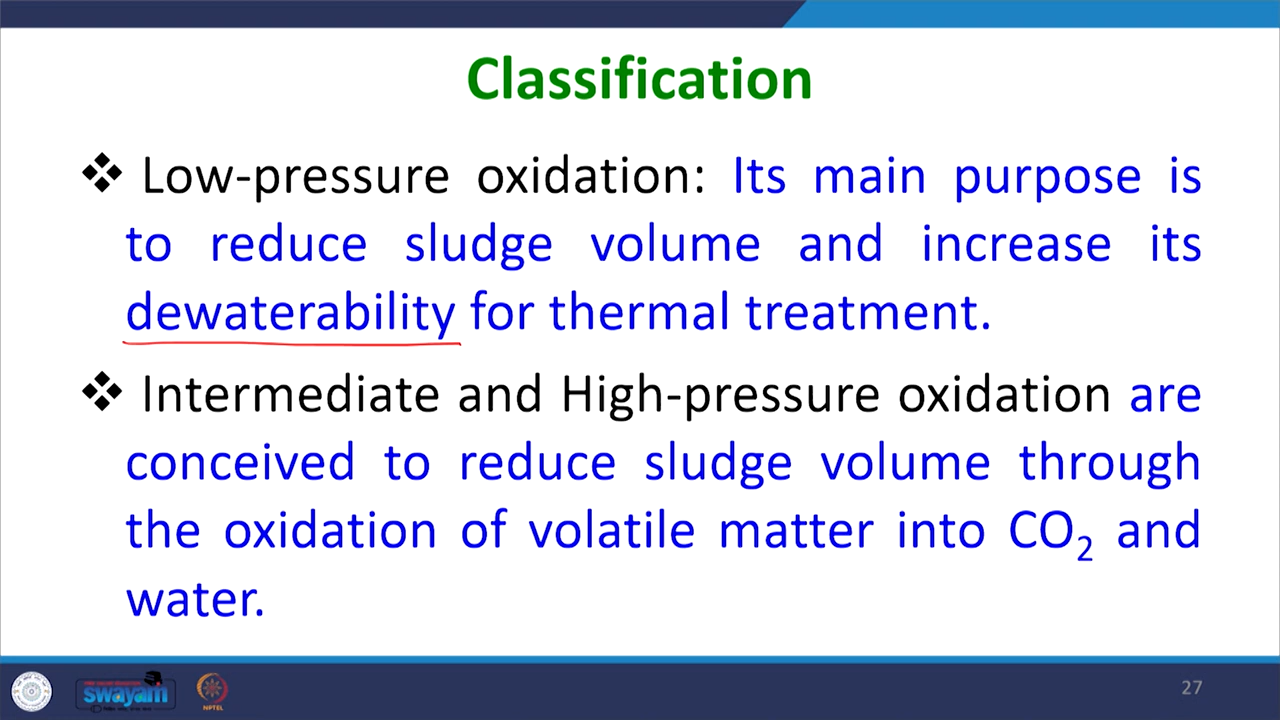 Classification
❖ Low-pressure oxidation: Its main purpose is
to reduce sludge volume and increase its
dewaterability for thermal treatment.
❖ Intermediate and High-pressure oxidation are
conceived to reduce sludge volume through
the oxidation of volatile matter into CO₂ and
water.
swayam
NPTEL
27